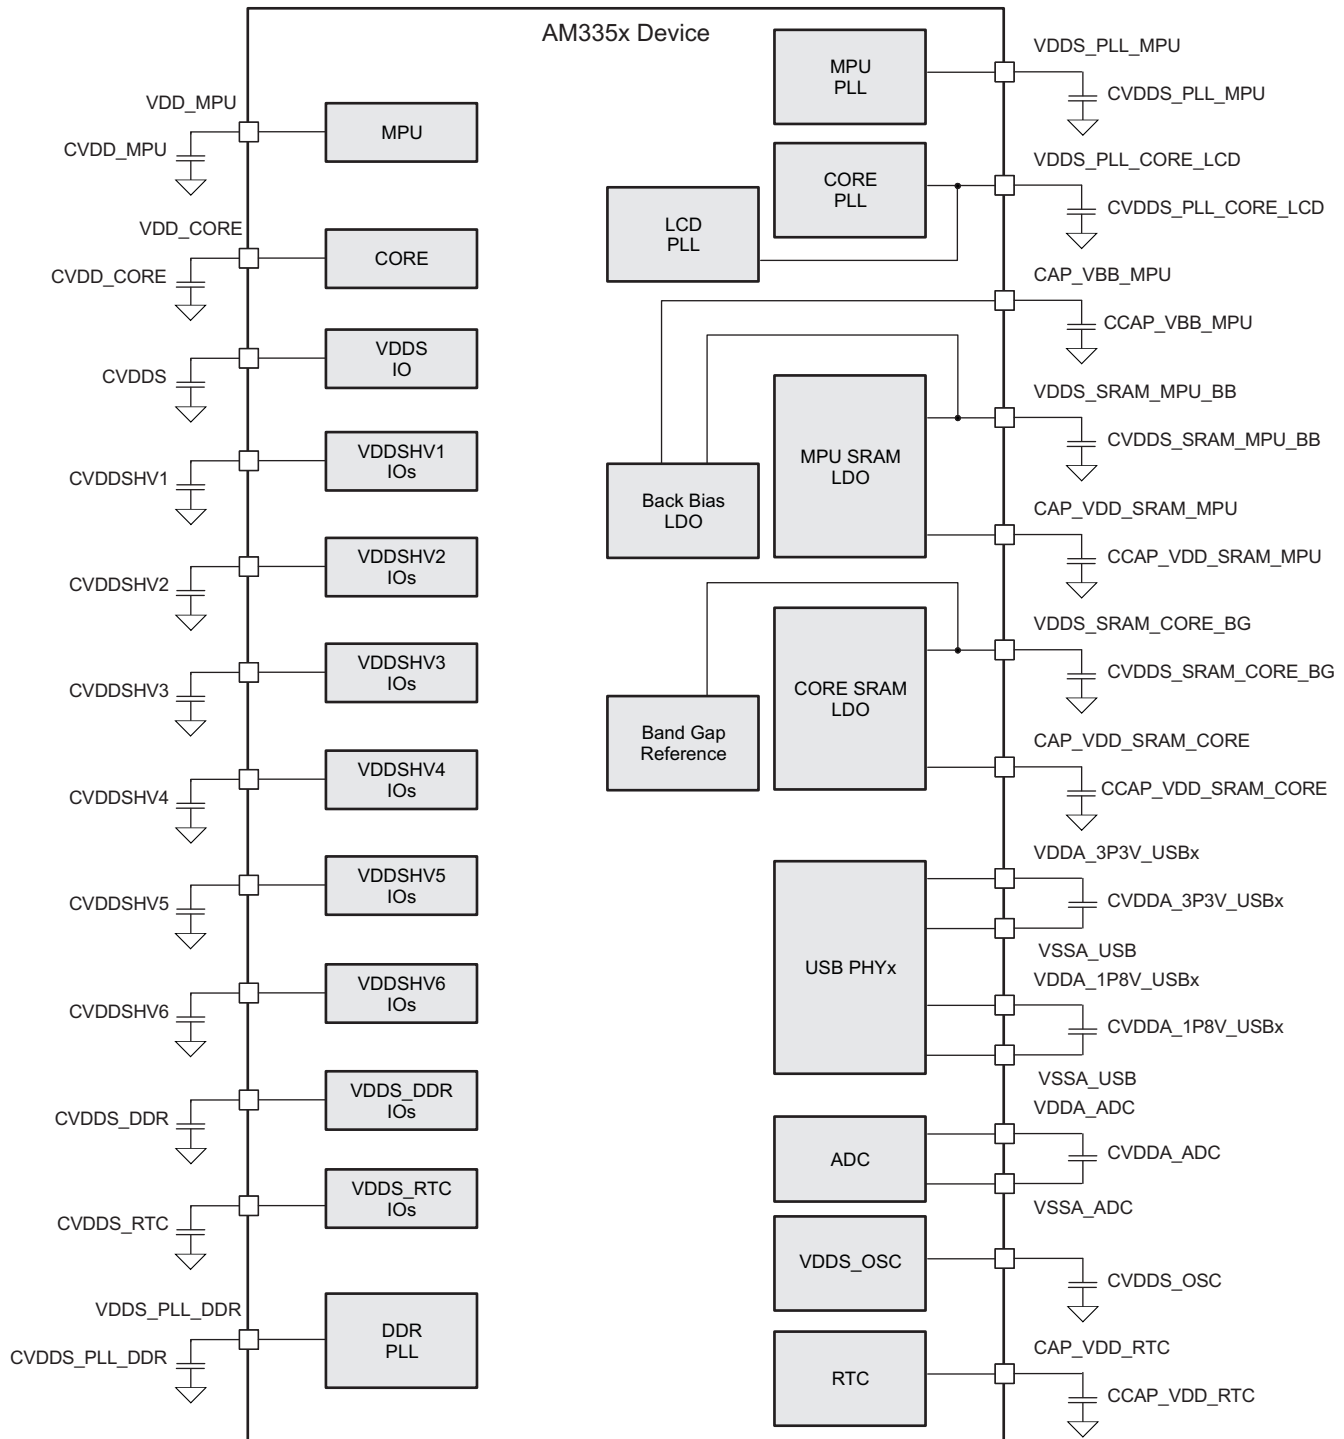 AM335x Device
VDD_MPU
CVDD_MPU
MPU
VDD_CORE
CVDD_CORE
CORE
CVDDS
VDDS
IO
CVDDSHV1
VDDSHV1
IOs
CVDDSHV2
VDDSHV2
IOs
CVDDSHV3
VDDSHV3
IOs
CVDDSHV4
VDDSHV4
IOs
CVDDSHV5
VDDSHV5
IOs
CVDDSHV6
VDDSHV6
IOs
CVDDS_DDR
VDDS_DDR
IOs
CVDDS_RTC
VDDS_RTC
IOs
VDDS_PLL_DDR
CVDDS_PLL_DDR
DDR
PLL
MPU
PLL
VDDS_PLL_MPU
CVDDS_PLL_MPU
CORE
PLL
LCD
PLL
VDDS_PLL_CORE_LCD
CVDDS_PLL_CORE_LCD
CAP_VBB_MPU
CCAP_VBB_MPU
Back Bias
LDO
MPU SRAM
LDO
VDDS_SRAM_MPU_BB
CVDDS_SRAM_MPU_BB
CAP_VDD_SRAM_MPU
CCAP_VDD_SRAM_MPU
Band Gap
Reference
CORE SRAM
LDO
VDDS_SRAM_CORE_BG
CVDDS_SRAM_CORE_BG
CAP_VDD_SRAM_CORE
CCAP_VDD_SRAM_CORE
USB PHYx
VDDA_3P3V_USBx
CVDDA_3P3V_USBx
VSSA_USB
VDDA_1P8V_USBx
CVDDA_1P8V_USBx
VSSA_USB
ADC
VDDA_ADC
CVDDA_ADC
VSSA_ADC
VDDS_OSC
CVDDS_OSC
RTC
CAP_VDD_RTC
CCAP_VDD_RTC